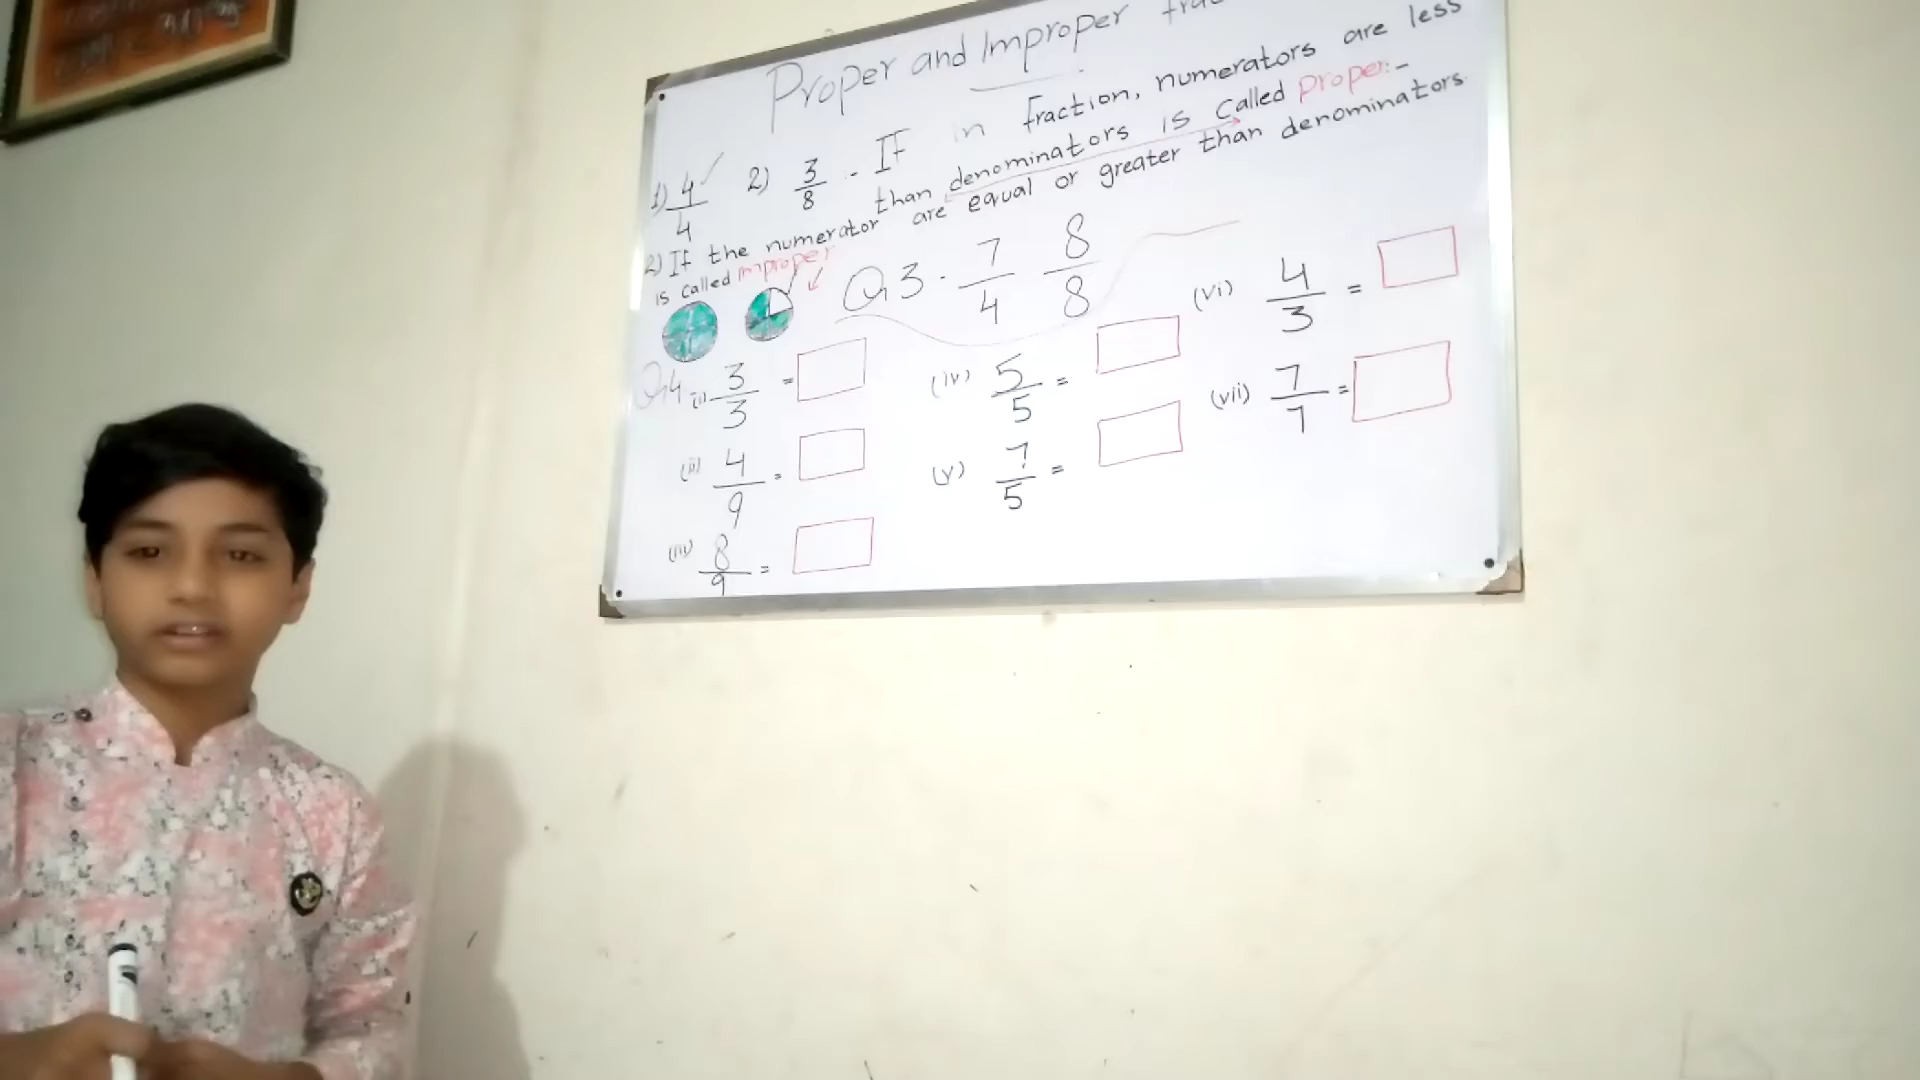 Proper and Improper
1) 4/4 2) 3/8 - If in fraction, numerators are less
than denominators is called proper:-
2) If the numerator are equal or greater than denominators
is called improper
Q3. 7/4 8/8
Q4 (i) 3/3 =
(ii) 4/9 =
(iii) 8/9 =
(iv) 5/5 =
(v) 7/5 =
(vi) 4/3 =
(vii) 7/7 =